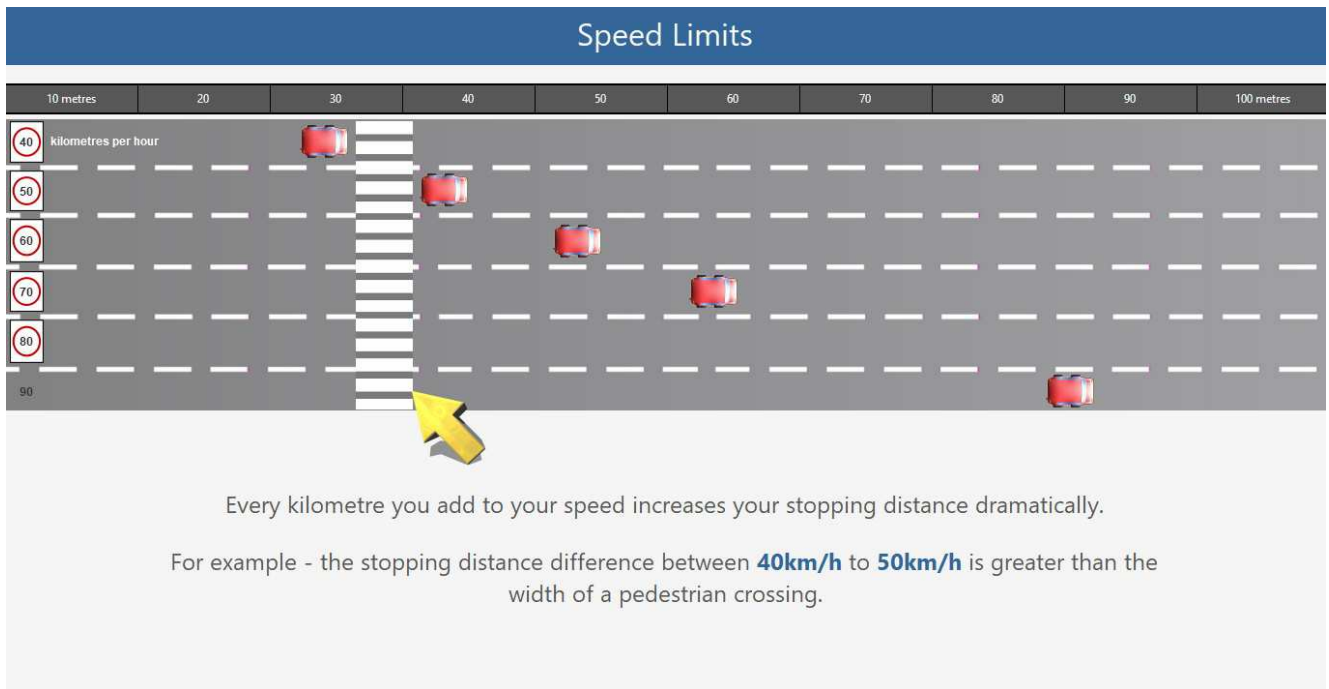 Speed Limits
10 metres 20 30 40 50 60 70 80 90 100 metres
40 kilometres per hour
50
60
70
80
90
Every kilometre you add to your speed increases your stopping distance dramatically.
For example - the stopping distance difference between 40km/h to 50km/h is greater than the
width of a pedestrian crossing.